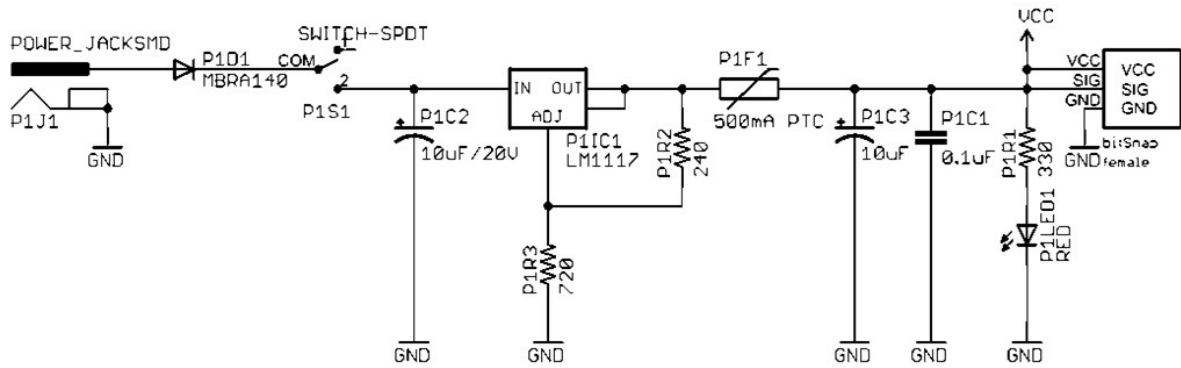 POWER_JACKSMD
P1J1
GND
P1D1
MBRA140
SWITCH-SPDT
COM
1
2
P1S1
P1C2
10uF/20V
GND
IN OUT
ADJ
P1IC1
LM1117
P1R2
240
P1R3
720
GND
P1F1
500mA PTC
P1C3
10uF
GND
P1C1
0.1uF
GND
VCC
P1R1
330
P1LED1
RED
GND
VCC
SIG
GND
VCC
SIG
GND
GND
bitSnap
female